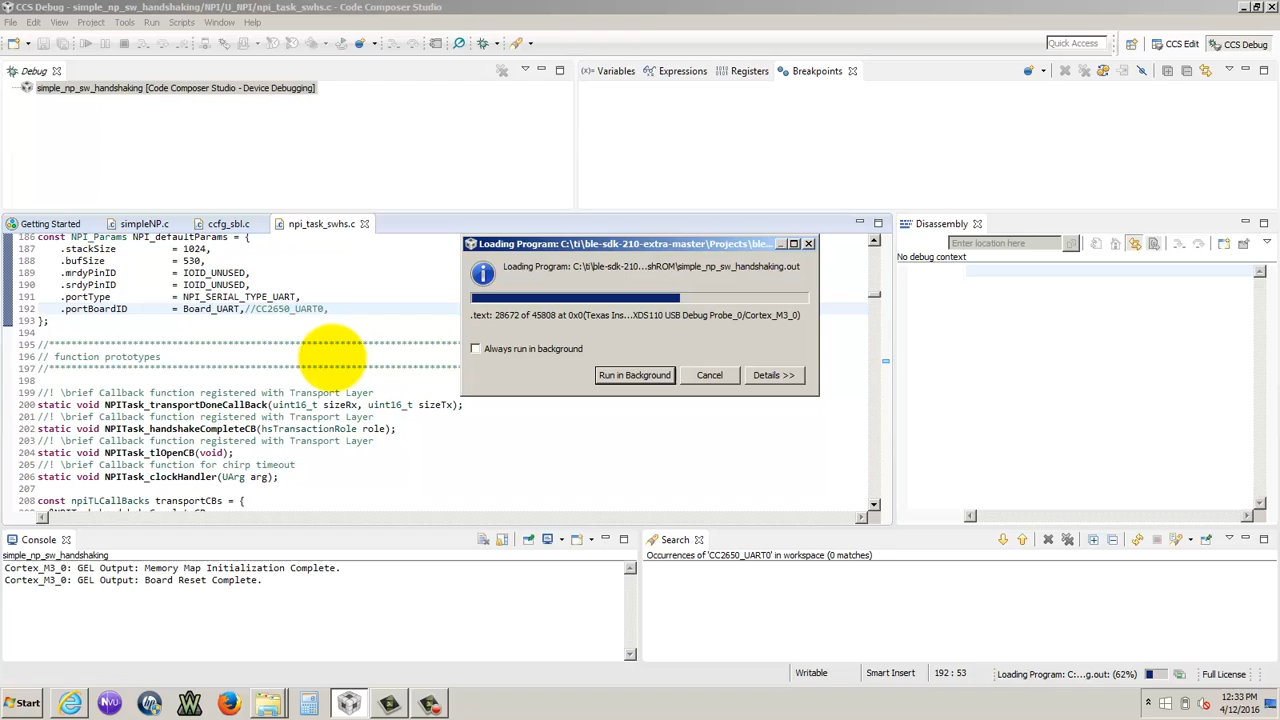 CCS Debug - simple_np_sw_handshaking/NPI/U_NPI/npi_task_swhs.c - Code Composer Studio
File Edit View Project Tools Run Scripts Window Help
Quick Access
CCS Edit
CCS Debug
Debug
simple_np_sw_handshaking [Code Composer Studio - Device Debugging]
(x)= Variables
Expressions
Registers
Breakpoints
Getting Started
simpleNP.c
ccfg_sbl.c
npi_task_swhs.c
186 const NPI_Params NPI_defaultParams = {
187 .stackSize = 1024,
188 .bufSize = 530,
189 .mrdyPinID = IOID_UNUSED,
190 .srdyPinID = IOID_UNUSED,
191 .portType = NPI_SERIAL_TYPE_UART,
192 .portBoardID = Board_UART,//CC2650_UART0,
193 };
194
195 //****************************************************
196 // function prototypes
197 //****************************************************
198
199 //! \brief Callback function registered with Transport Layer
200 static void NPITask_transportDoneCallBack(uint16_t sizeRx, uint16_t sizeTx);
201 //! \brief Callback function registered with Transport Layer
202 static void NPITask_handshakeCompleteCB(hsTransactionRole role);
203 //! \brief Callback function registered with Transport Layer
204 static void NPITask_tlOpenCB(void);
205 //! \brief Callback function for chirp timeout
206 static void NPITask_clockHandler(UArg arg);
207
208 const npiTLCallBacks transportCBs = {
Loading Program: C:\ti\ble-sdk-210-extra-master\Projects\ble...
Loading Program: C:\ti\ble-sdk-210...shROM\simple_np_sw_handshaking.out
.text: 28672 of 45808 at 0x0(Texas Ins...XDS110 USB Debug Probe_0/Cortex_M3_0)
Always run in background
Run in Background
Cancel
Details >>
Disassembly
Enter location here
No debug context
Console
simple_np_sw_handshaking
Cortex_M3_0: GEL Output: Memory Map Initialization Complete.
Cortex_M3_0: GEL Output: Board Reset Complete.
Search
Occurrences of 'CC2650_UART0' in workspace (0 matches)
Writable
Smart Insert
192 : 53
Loading Program: C:...g.out: (62%)
Full License
Start
12:33 PM
4/12/2016